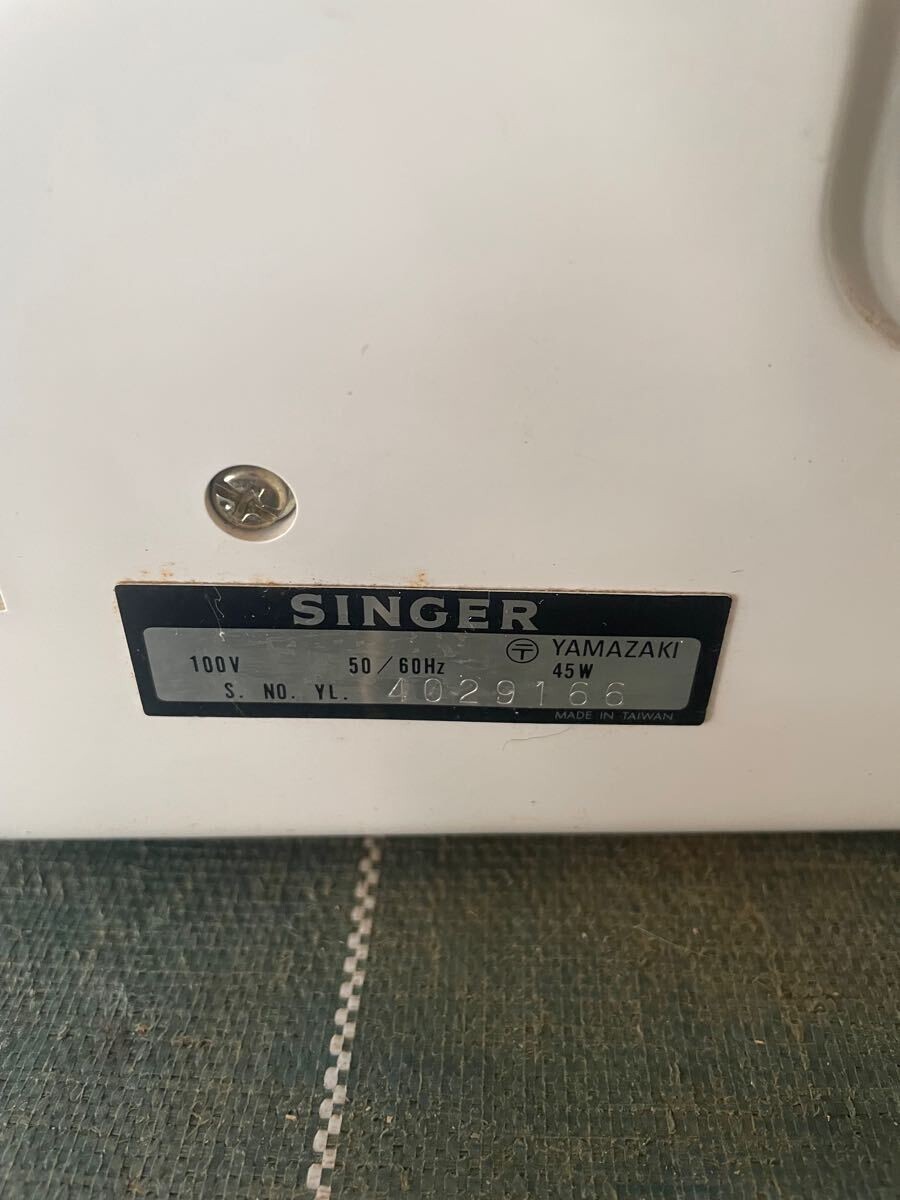 SINGER
〒 YAMAZAKI
100V 50/60Hz 45W
S. NO. YL. 4029166
MADE IN TAIWAN